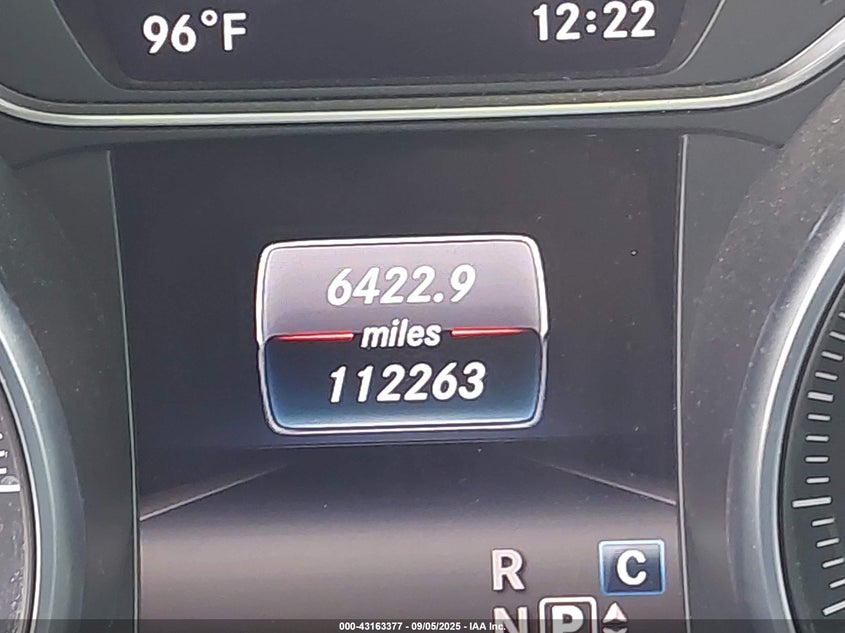 96°F 12:22
6422.9
miles
112263
R C
N P
000-43163377 - 09/05/2025 - IAA Inc.